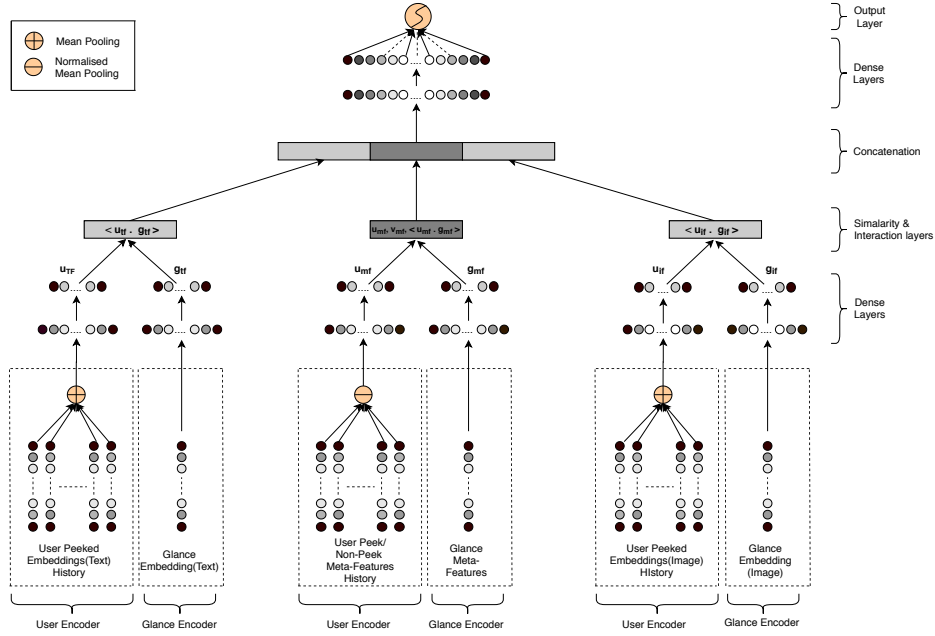 Mean Pooling
Normalised
Mean Pooling
Output
Layer
Dense
Layers
Concatenation
< u_tf . g_tf >
u_mf, v_mf, < u_mf . g_mf >
< u_if . g_if >
Simalarity &
Interaction layers
u_TF
g_tf
u_mf
g_mf
u_if
g_if
Dense
Layers
User Peeked
Embeddings(Text)
History
Glance
Embedding(Text)
User Peek/
Non-Peek
Meta-Features
History
Glance
Meta-
Features
User Peeked
Embeddings(Image)
HIstory
Glance
Embedding
(Image)
User Encoder
Glance Encoder
User Encoder
Glance Encoder
User Encoder
Glance Encoder